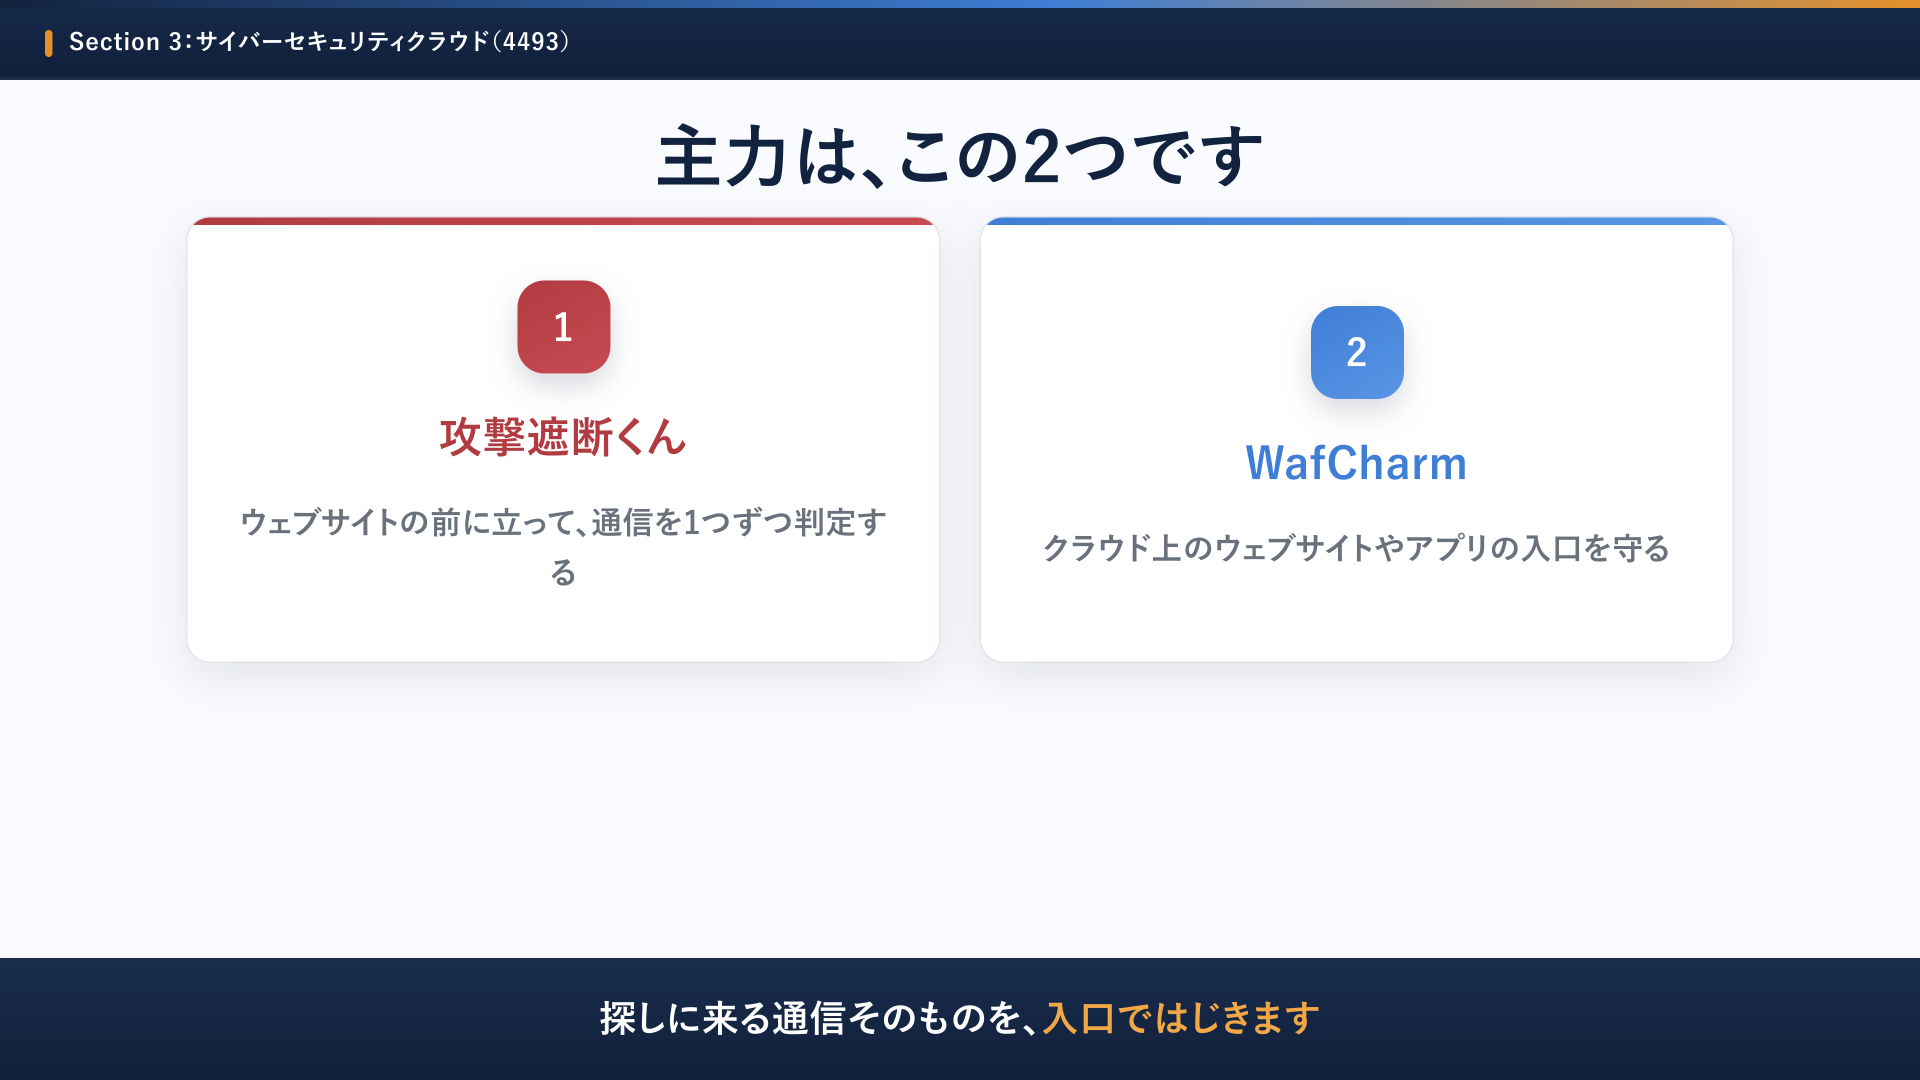 Section 3：サイバーセキュリティクラウド（4493）
主力は、この2つです
1
攻撃遮断くん
ウェブサイトの前に立って、通信を1つずつ判定す
る
2
WafCharm
クラウド上のウェブサイトやアプリの入口を守る
探しに来る通信そのものを、入口ではじきます